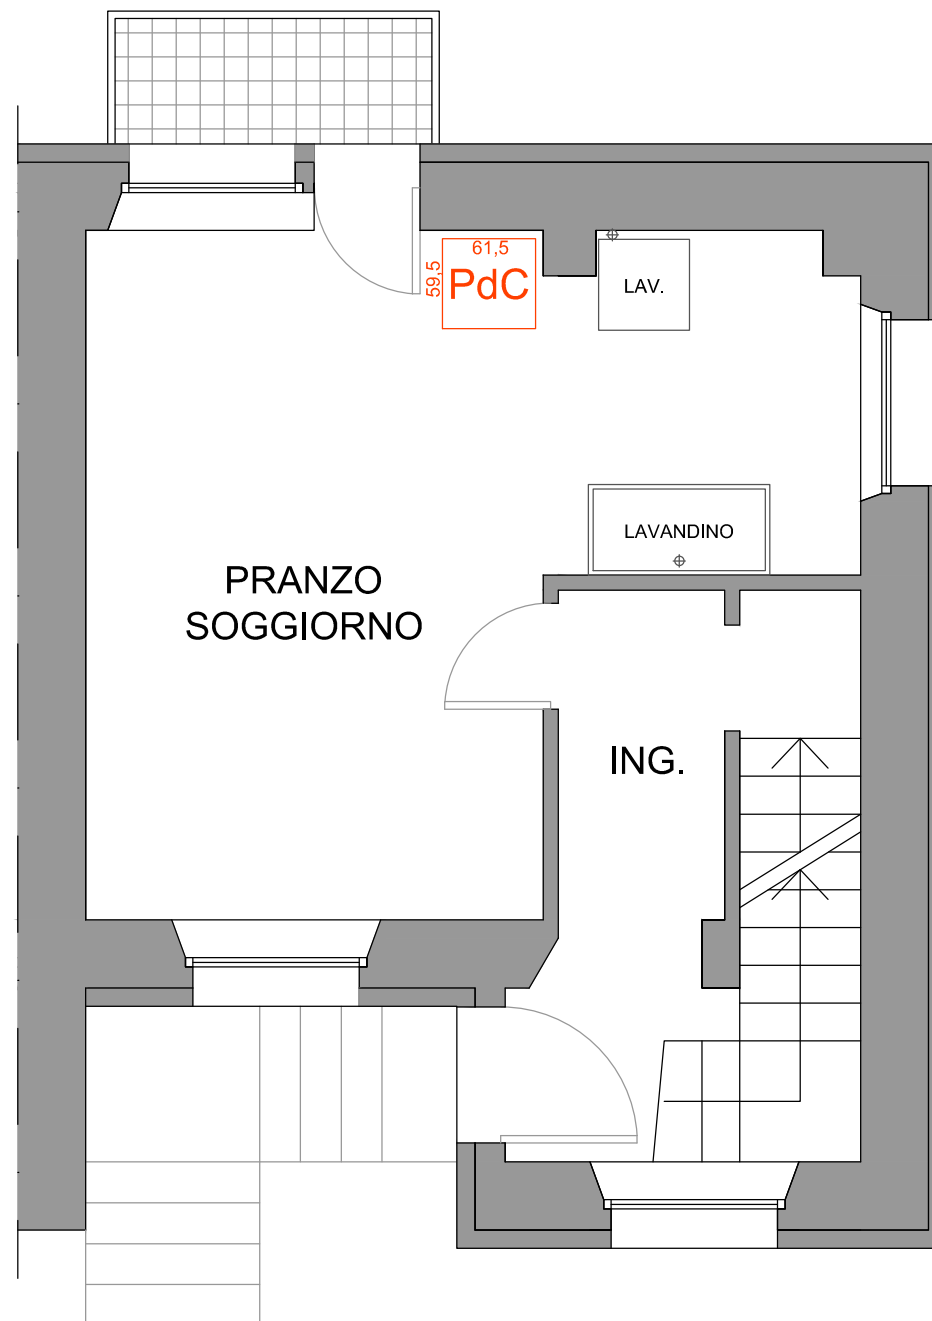 61,5
59,5
PdC
LAV.
LAVANDINO
PRANZO
SOGGIORNO
ING.